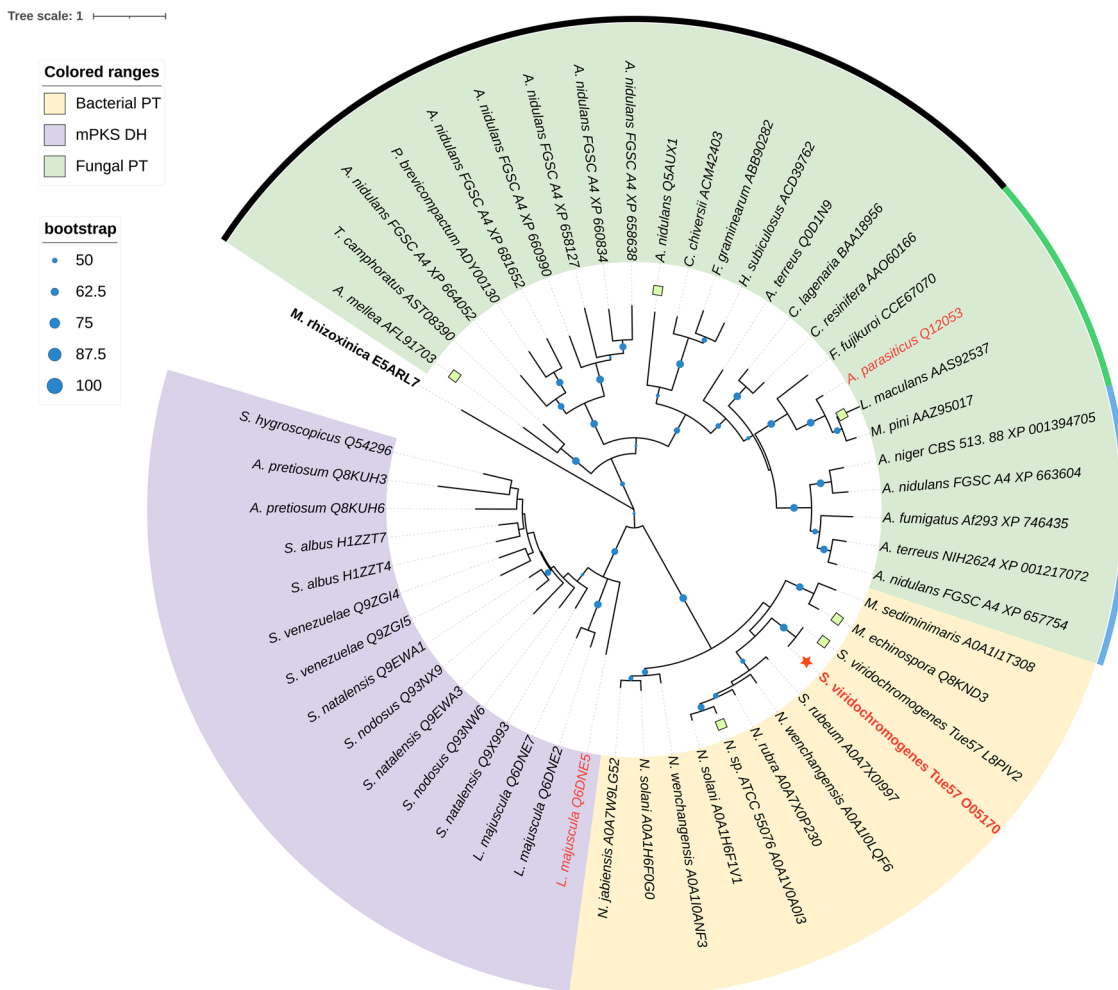 Tree scale: 1
Colored ranges
Bacterial PT
mPKS DH
Fungal PT
bootstrap
50
62.5
75
87.5
100
M. rhizoxinica E5ARL7
A. mellea AFL91703
T. camphoratus AST08390
A. nidulans FGSC A4 XP 664052
P. brevicompactum ADY00130
A. nidulans FGSC A4 XP 681652
A. nidulans FGSC A4 XP 660990
A. nidulans FGSC A4 XP 658127
A. nidulans FGSC A4 XP 660834
A. nidulans FGSC A4 XP 658638
A. nidulans Q5AUX1
C. chiversii ACM42403
F. graminearum ABB90282
H. subiculosus ACD39762
A. terreus Q0D1N9
C. lagenaria BAA18956
C. resinifera AAO60166
F. fujikuroi CCE67070
A. parasiticus Q12053
L. maculans AAS92537
M. pini AAZ95017
A. niger CBS 513. 88 XP 001394705
A. nidulans FGSC A4 XP 663604
A. fumigatus Af293 XP 746435
A. terreus NIH2624 XP 001217072
A. nidulans FGSC A4 XP 657754
M. sediminimaris A0A1I1T308
M. echinospora Q8KND3
S. viridochromogenes Tue57 L8PIV2
S. viridochromogenes Tue57 O05170
S. rubeum A0A7X0I997
N. wenchangensis A0A1I0LQF6
N. rubra A0A7X0P230
N. sp. ATCC 55076 A0A1V0A0I3
N. solani A0A1H6F1V1
N. wenchangensis A0A1I0ANF3
N. solani A0A1H6F0G0
N. jabiensis A0A7W9LG52
L. majuscula Q6DNE5
L. majuscula Q6DNE2
L. majuscula Q6DNE7
S. natalensis Q9X993
S. nodosus Q93NW6
S. natalensis Q9EWA3
S. nodosus Q93NX9
S. natalensis Q9EWA1
S. venezuelae Q9ZGI5
S. venezuelae Q9ZGI4
S. albus H1ZZT4
S. albus H1ZZT7
A. pretiosum Q8KUH6
A. pretiosum Q8KUH3
S. hygroscopicus Q54296